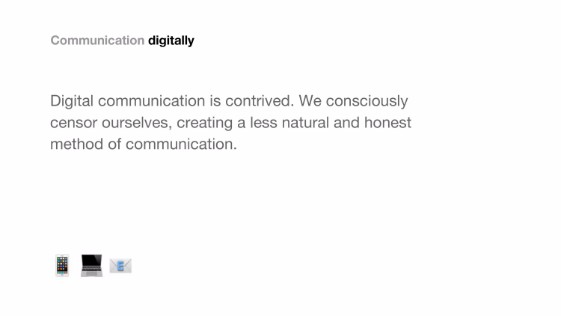 Communication digitally
Digital communication is contrived. We consciously
censor ourselves, creating a less natural and honest
method of communication.